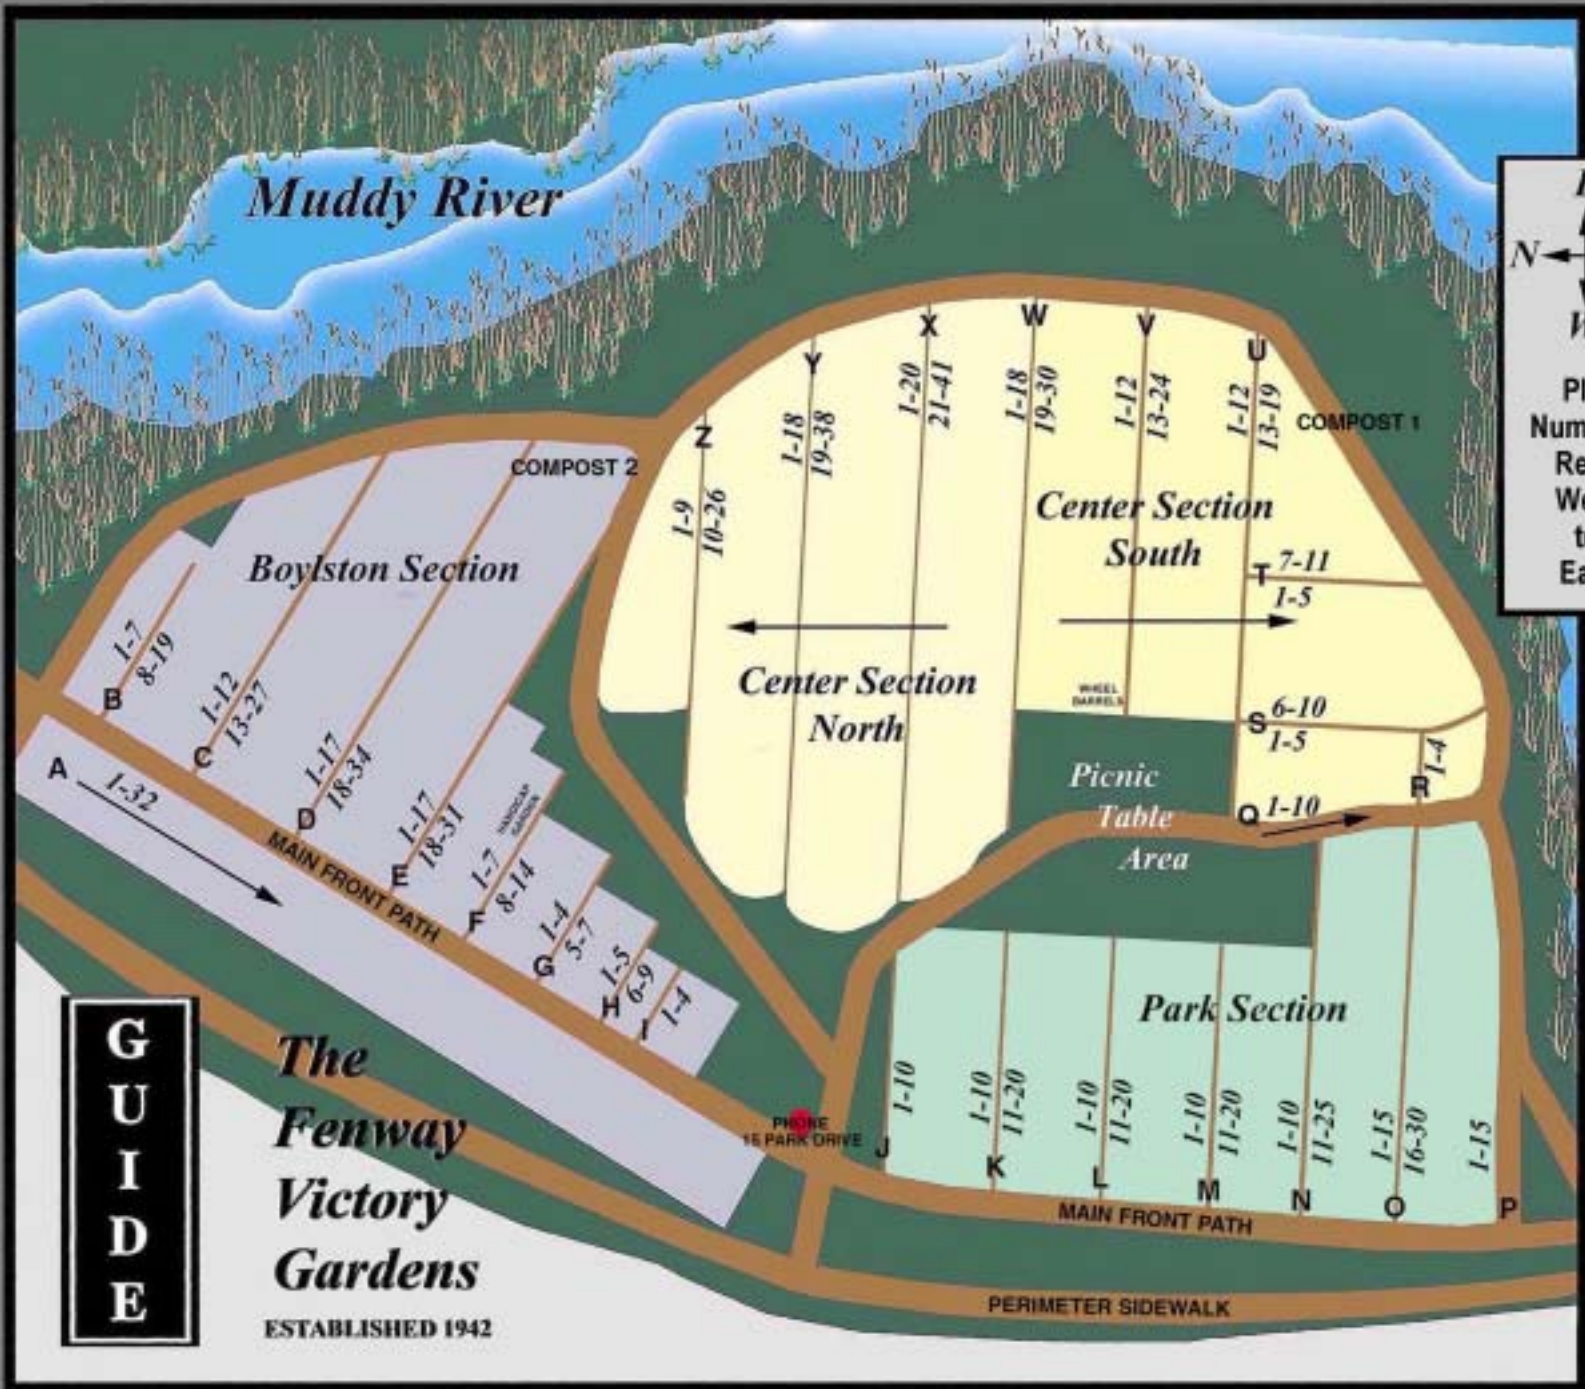 Muddy River
N
COMPOST 1
COMPOST 2
Boylston Section
Center Section
South
Center Section
North
WHEEL
BARRELS
Picnic
Table
Area
Park Section
Z
1-9
10-26
Y
1-18
19-38
X
1-20
21-41
W
1-18
19-30
V
1-12
13-24
U
1-12
13-19
T
7-11
1-5
S
6-10
1-5
R
1-4
Q
1-10
A
1-32
B
1-7
8-19
C
1-12
13-27
D
1-17
18-34
E
1-17
18-31
HANDICAP
GARDEN
F
1-7
8-14
G
1-4
5-7
H
1-5
6-9
I
1-4
MAIN FRONT PATH
PHONE
15 PARK DRIVE
J
1-10
K
1-10
11-20
L
1-10
11-20
M
1-10
11-20
N
1-10
11-25
O
1-15
16-30
P
1-15
MAIN FRONT PATH
PERIMETER SIDEWALK
GUIDE
The
Fenway
Victory
Gardens
ESTABLISHED 1942